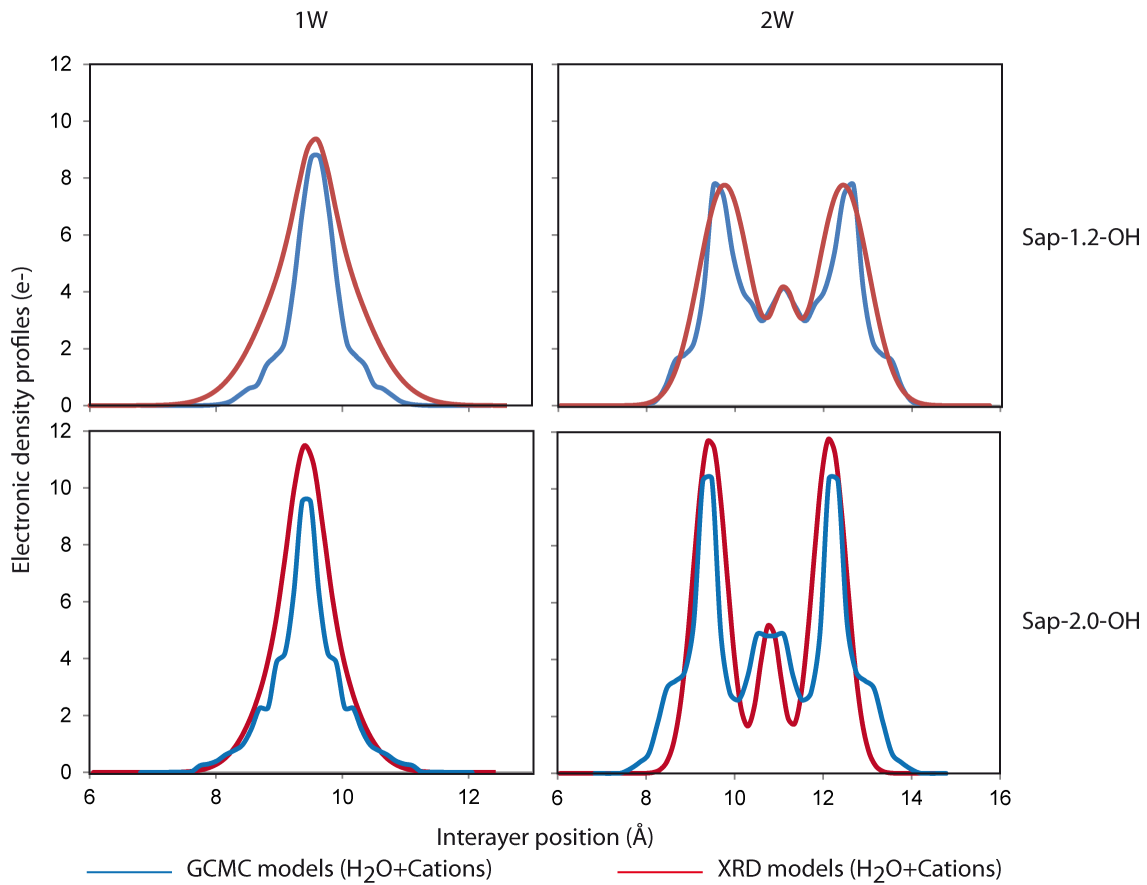 1W
2W
12
10
8
6
4
2
0
Sap-1.2-OH
Electronic density profiles (e-)
12
10
8
6
4
2
0
Sap-2.0-OH
6 8 10 12
6 8 10 12 14 16
Interayer position (Å)
GCMC models (H2O+Cations)
XRD models (H2O+Cations)